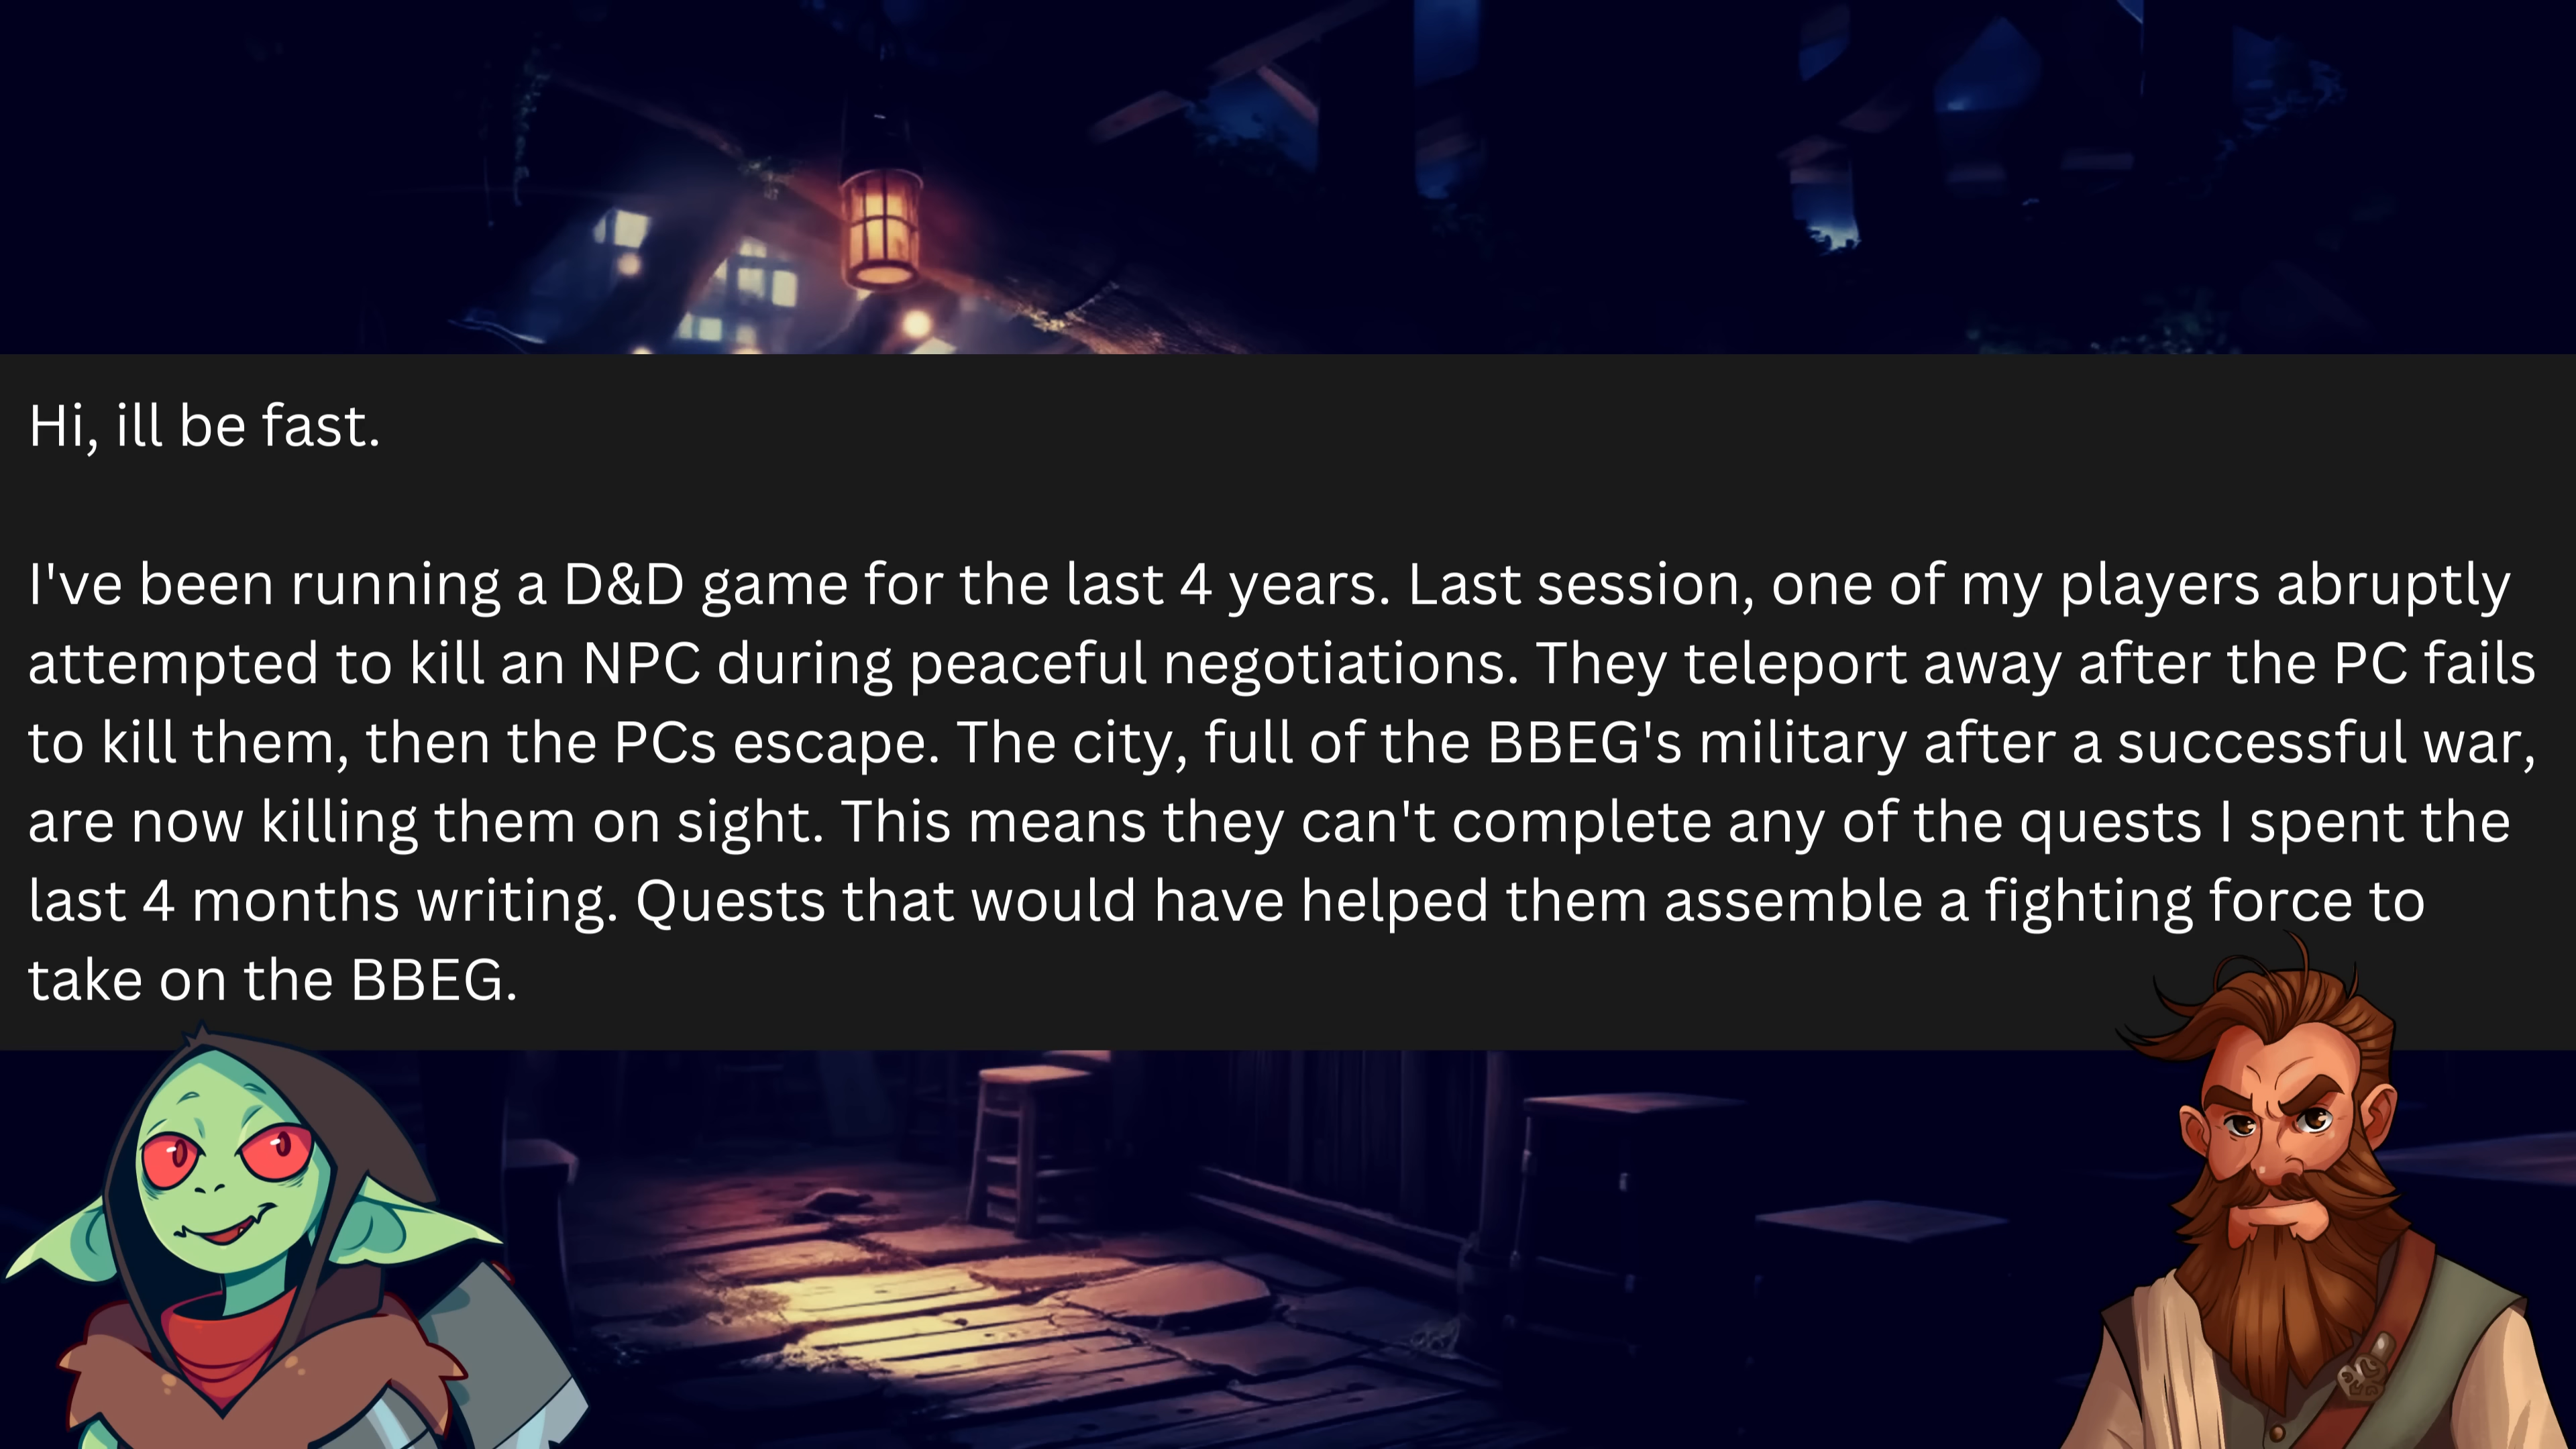 Hi, ill be fast.
I've been running a D&D game for the last 4 years. Last session, one of my players abruptly
attempted to kill an NPC during peaceful negotiations. They teleport away after the PC fails
to kill them, then the PCs escape. The city, full of the BBEG's military after a successful war,
are now killing them on sight. This means they can't complete any of the quests I spent the
last 4 months writing. Quests that would have helped them assemble a fighting force to
take on the BBEG.